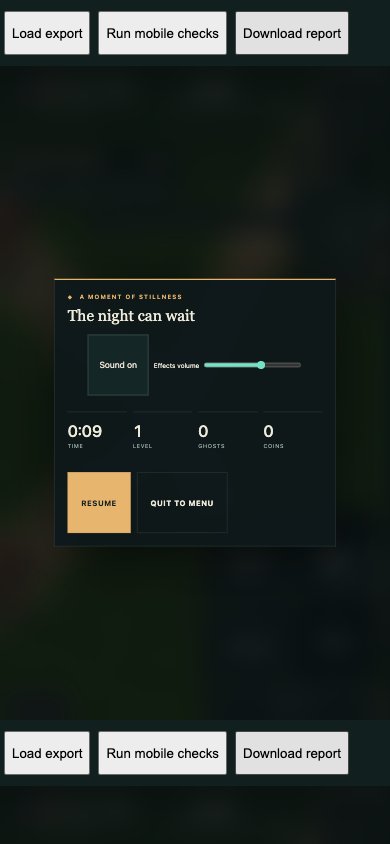 Load export Run mobile checks Download report
A MOMENT OF STILLNESS
The night can wait
Sound on Effects volume
0:09 1 0 0
TIME LEVEL GHOSTS COINS
RESUME QUIT TO MENU
Load export Run mobile checks Download report